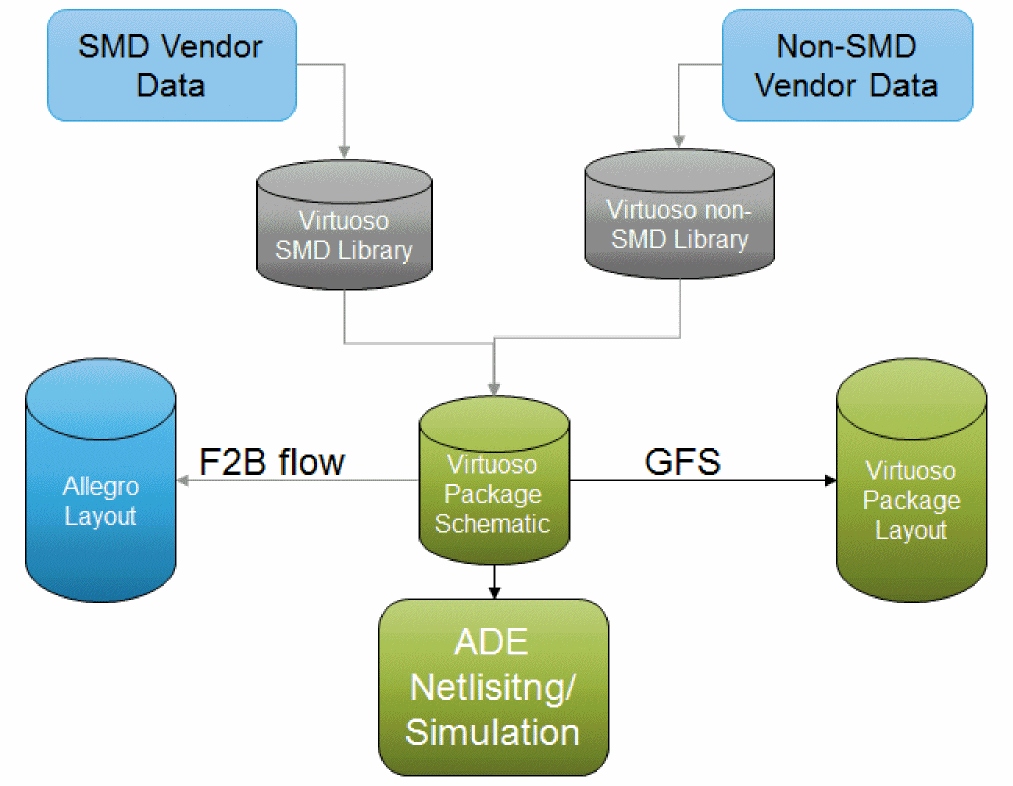 SMD Vendor
Data
Non-SMD
Vendor Data
Virtuoso
SMD Library
Virtuoso non-
SMD Library
Allegro
Layout
F2B flow
Virtuoso
Package
Schematic
GFS
Virtuoso
Package
Layout
ADE
Netlisitng/
Simulation